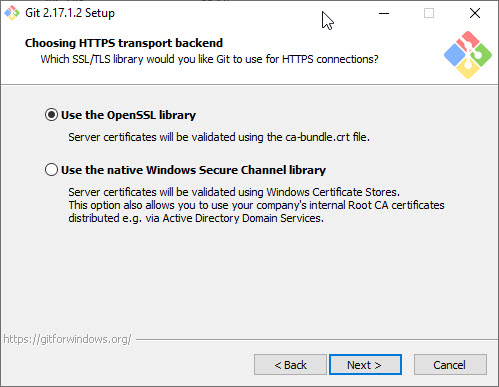 Git 2.17.1.2 Setup
Choosing HTTPS transport backend
Which SSL/TLS library would you like Git to use for HTTPS connections?
Use the OpenSSL library
Server certificates will be validated using the ca-bundle.crt file.
Use the native Windows Secure Channel library
Server certificates will be validated using Windows Certificate Stores.
This option also allows you to use your company's internal Root CA certificates
distributed e.g. via Active Directory Domain Services.
https://gitforwindows.org/
< Back
Next >
Cancel